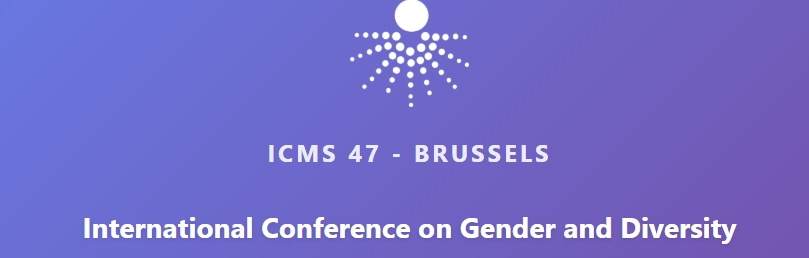 ICMS 47 - BRUSSELS
International Conference on Gender and Diversity